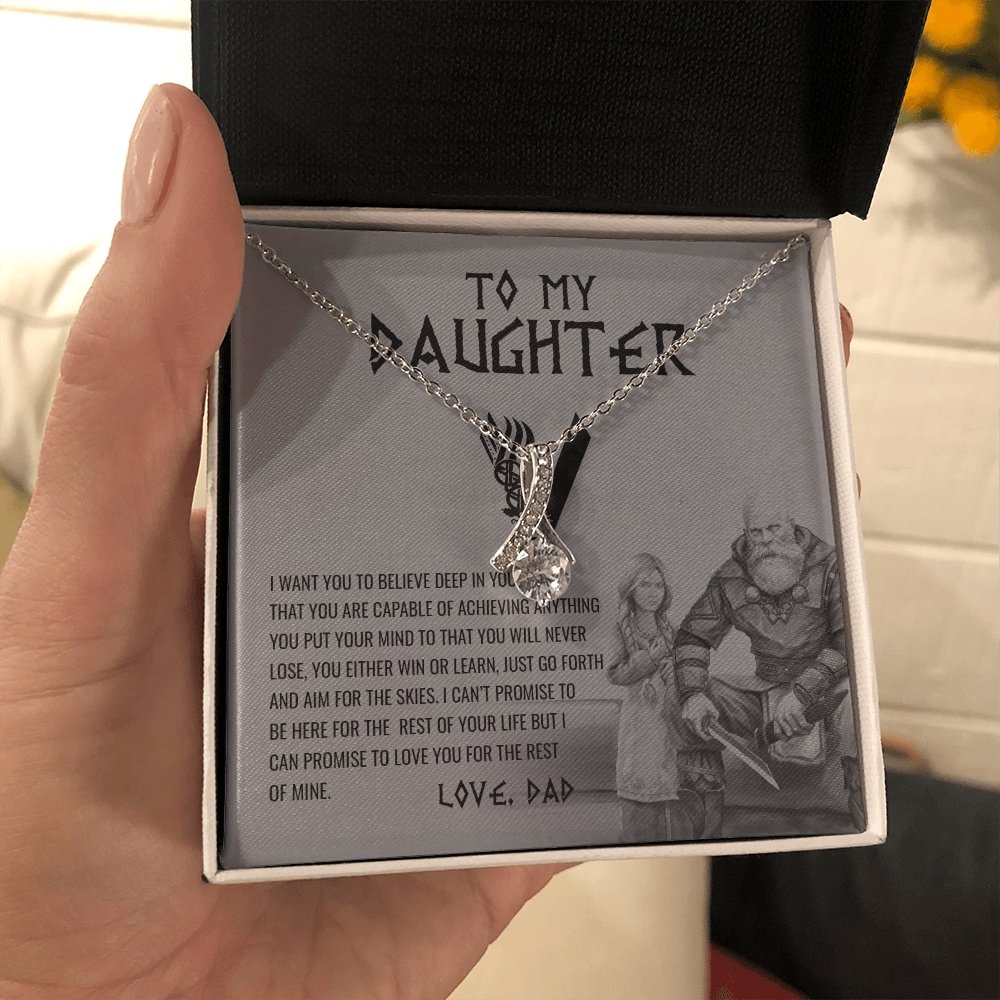 TO MY
DAUGHTER
I WANT YOU TO BELIEVE DEEP IN
THAT YOU ARE CAPABLE OF ACHIEVING ANYTHING
YOU PUT YOUR MIND TO THAT YOU WILL NEVER
LOSE, YOU EITHER WIN OR LEARN, JUST GO FORTH
AND AIM FOR THE SKIES. I CAN'T PROMISE TO
BE HERE FOR THE REST OF YOUR LIFE BUT I
CAN PROMISE TO LOVE YOU FOR THE REST
OF MINE.
LOVE, DAD